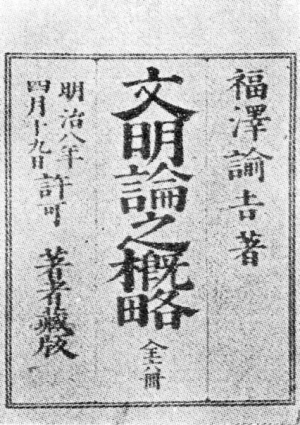 福澤諭吉著
文明論之概略
全六冊
明治八年
四月十九日許可
著者藏版